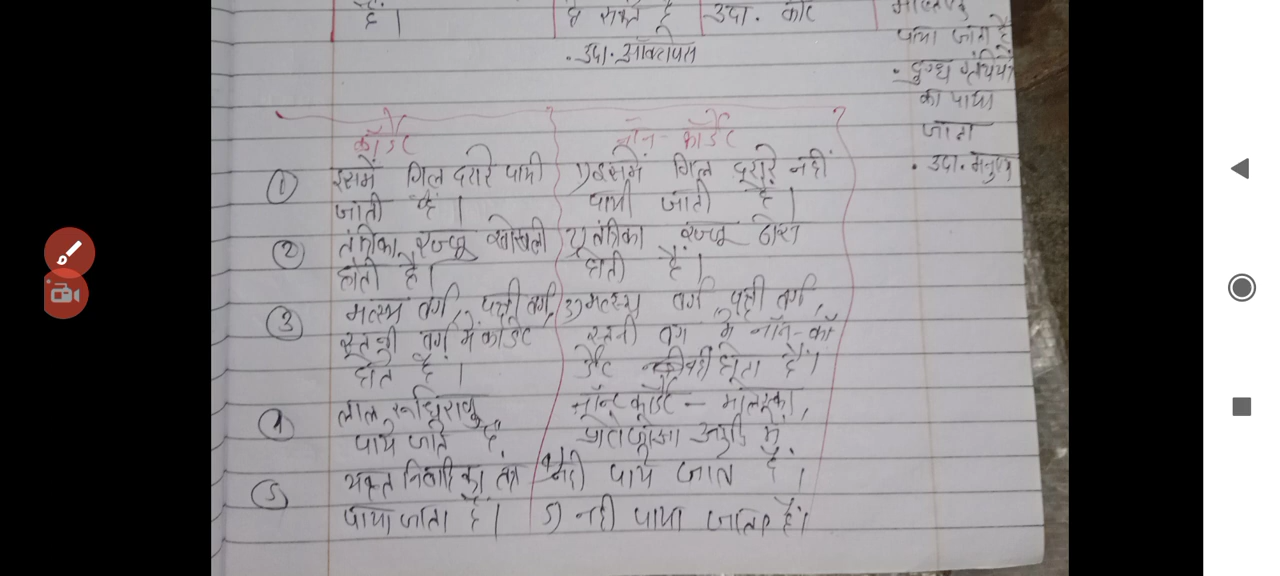 है।
हो सकते है
उदा. कीट
पाया जाता है
• उदा. ऑक्टोपस
• दुग्ध ग्रंथियों
का पाया
जाता
• उदा. मनुष्य
कॉर्डेट
नॉन-कॉर्डेट
① इसमें गिल दरारे पायी
जाती है।
1) इसमें गिल दरारे नहीं
पायी जाती है।
② तंत्रिका रज्जू खोखली
होती है।
2) तंत्रिका रज्जू ठोस
होती है।
③ मत्स्य वर्ग, पक्षी वर्ग,
स्तनी वर्ग में कॉर्डेट
होते है।
3) मत्स्य वर्ग, पक्षी वर्ग,
स्तनी वर्ग में नॉन-कॉ
र्डेट नही होता है।
नॉन कॉर्डेट - मोलस्का,
प्रोटोजोआ आदि में
④ लाल रूधिराणु
पाये जाते है.
4) नही पाये जाते है।
⑤ यकृत निवाहिका तंत्र
पाया जाता है।
5) नही पाया जाता है।